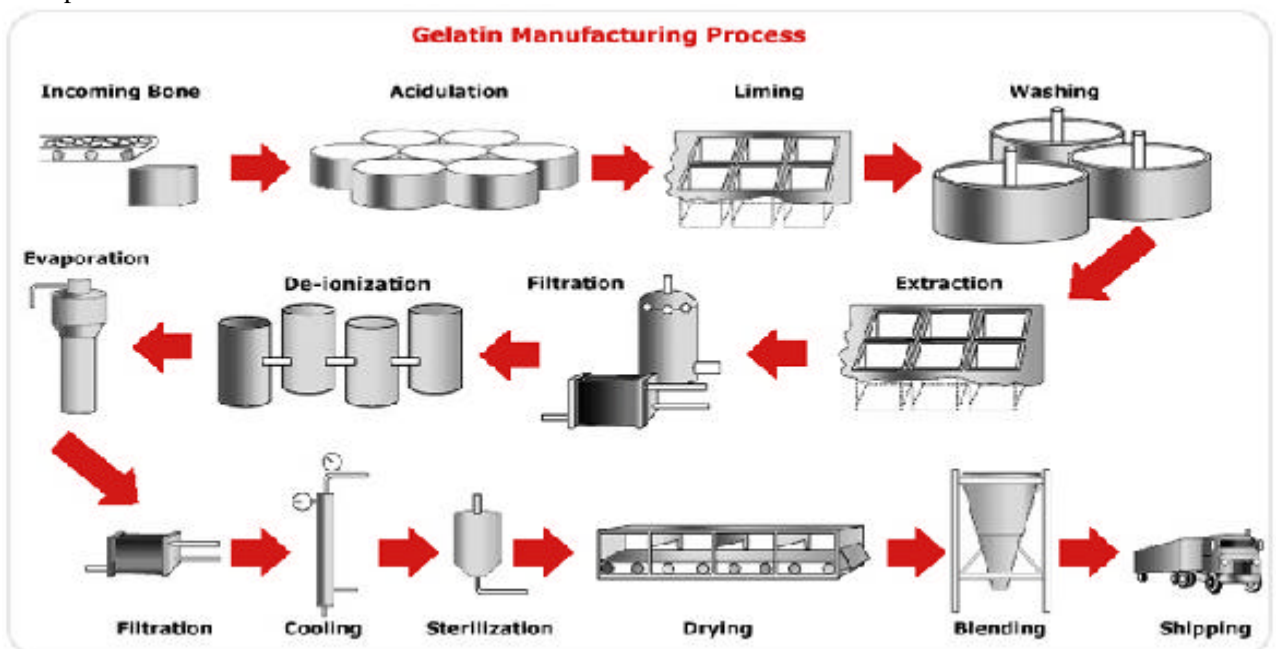 Gelatin Manufacturing Process
Incoming Bone
Acidulation
Liming
Washing
Evaporation
De-ionization
Filtration
Extraction
Filtration
Cooling
Sterilization
Drying
Blending
Shipping